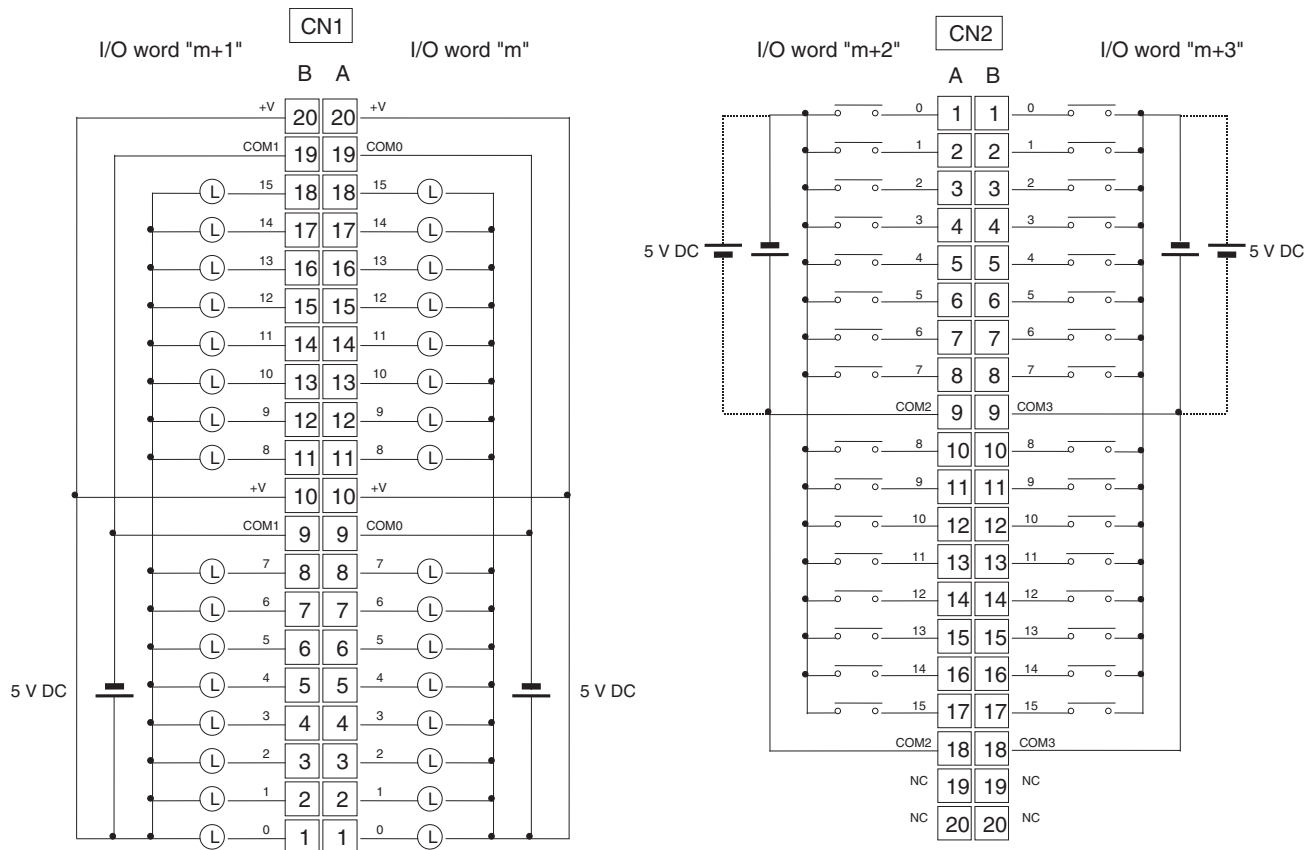 CN1
I/O word "m+1" I/O word "m"
B A
+V 20 20 +V
COM1 19 19 COM0
L 15 18 18 15 L
L 14 17 17 14 L
L 13 16 16 13 L
L 12 15 15 12 L
L 11 14 14 11 L
L 10 13 13 10 L
L 9 12 12 9 L
L 8 11 11 8 L
+V 10 10 +V
COM1 9 9 COM0
L 7 8 8 7 L
L 6 7 7 6 L
L 5 6 6 5 L
5 V DC L 4 5 5 4 L 5 V DC
L 3 4 4 3 L
L 2 3 3 2 L
L 1 2 2 1 L
L 0 1 1 0 L
CN2
I/O word "m+2" I/O word "m+3"
A B
0 1 1 0
1 2 2 1
2 3 3 2
3 4 4 3
5 V DC 4 5 5 4 5 V DC
5 6 6 5
6 7 7 6
7 8 8 7
COM2 9 9 COM3
8 10 10 8
9 11 11 9
10 12 12 10
11 13 13 11
12 14 14 12
13 15 15 13
14 16 16 14
15 17 17 15
COM2 18 18 COM3
NC 19 19 NC
NC 20 20 NC